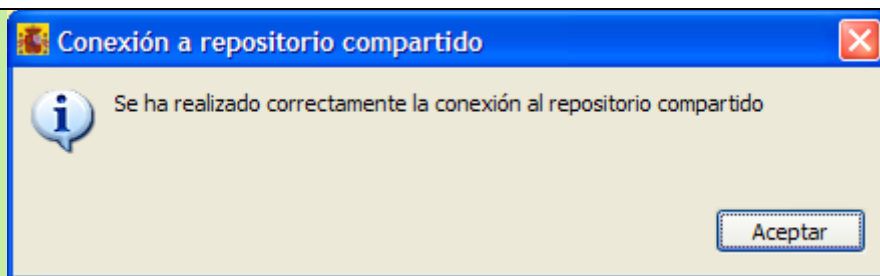 Conexión a repositorio compartido
Se ha realizado correctamente la conexión al repositorio compartido
Aceptar